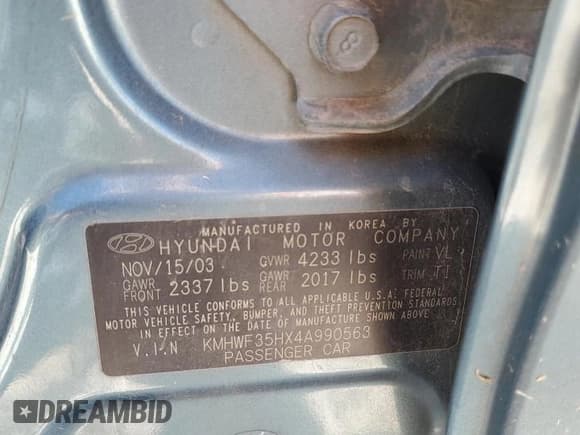 8
MANUFACTURED IN KOREA BY
HYUNDAI MOTOR COMPANY
NOV/15/03 GVWR 4233 lbs PAINT VL
GAWR FRONT 2337 lbs GAWR REAR 2017 lbs TRIM TI
THIS VEHICLE CONFORMS TO ALL APPLICABLE U.S.A. FEDERAL
MOTOR VEHICLE SAFETY, BUMPER, AND THEFT PREVENTION STANDARDS
IN EFFECT ON THE DATE OF MANUFACTURE SHOWN ABOVE
V.I.N KMHWF35HX4A990563
PASSENGER CAR
DREAMBID